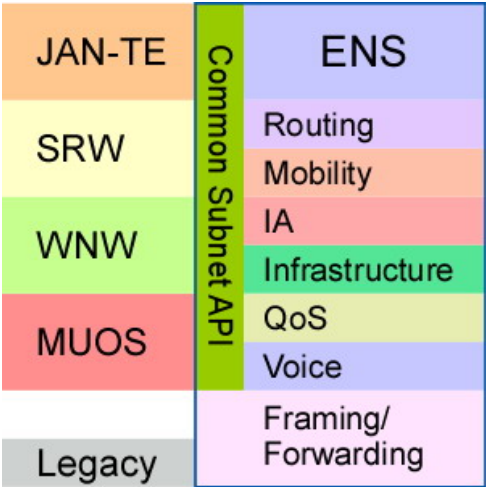 JAN-TE
SRW
WNW
MUOS
Legacy
Common Subnet API
ENS
Routing
Mobility
IA
Infrastructure
QoS
Voice
Framing/
Forwarding